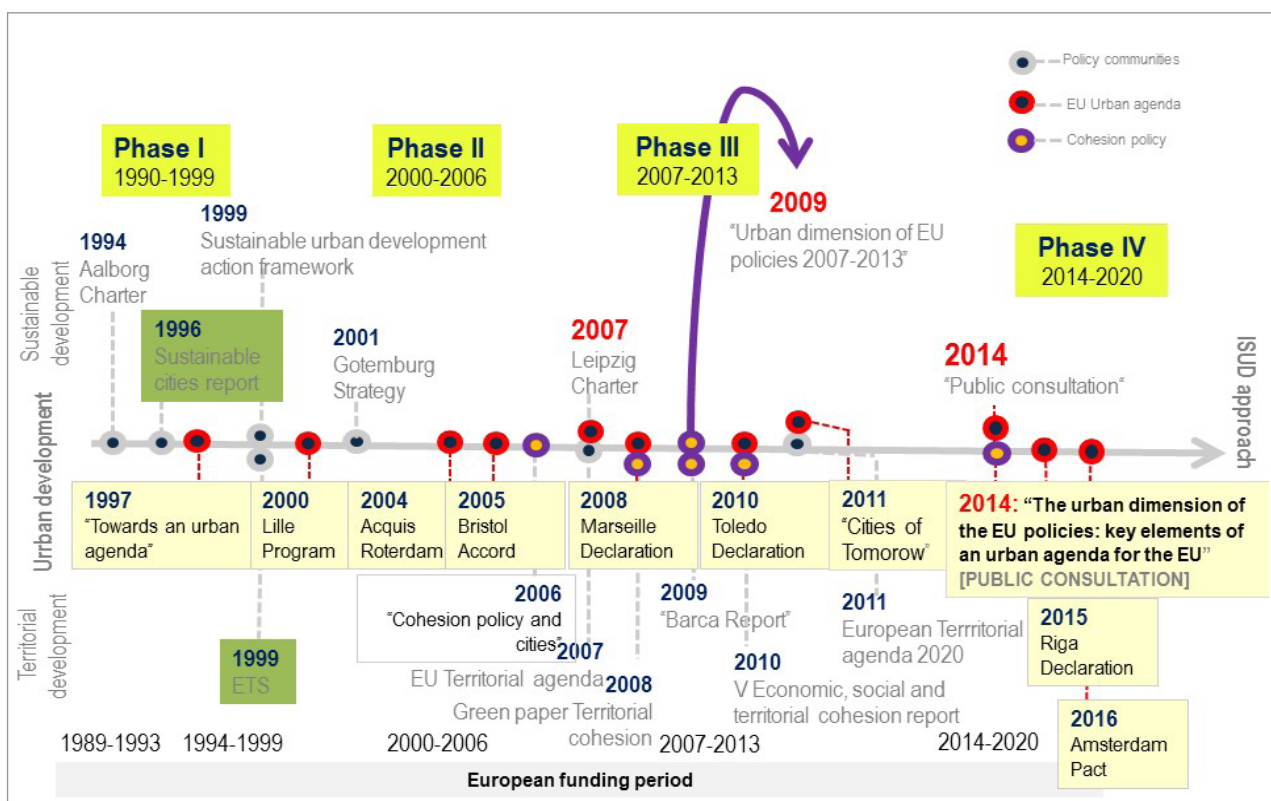 Policy communities
EU Urban agenda
Cohesion policy
Phase I
1990-1999
Phase II
2000-2006
Phase III
2007-2013
Phase IV
2014-2020
Sustainable
development
1994
Aalborg
Charter
1999
Sustainable urban development
action framework
1996
Sustainable
cities report
2001
Gotemburg
Strategy
2007
Leipzig
Charter
2009
"Urban dimension of EU
policies 2007-2013"
2014
"Public consultation"
ISUD approach
Urrban development
1997
"Towards an urban
agenda"
2000
Lille
Program
2004
Acquis
Roterdam
2005
Bristol
Accord
2008
Marseille
Declaration
2010
Toledo
Declaration
2011
"Cities of
Tomorow"
2014: "The urban dimension of
the EU policies: key elements of
an urban agenda for the EU"
[PUBLIC CONSULTATION]
Territorial
development
1999
ETS
2006
"Cohesion policy and
cities"
2007
EU Territorial agenda
2008
Green paper Territorial
cohesion
2009
"Barca Report"
2010
V Economic, social and
territorial cohesion report
2011
European Terrritorial
agenda 2020
2015
Riga
Declaration
2016
Amsterdam
Pact
1989-1993
1994-1999
2000-2006
2007-2013
2014-2020
European funding period